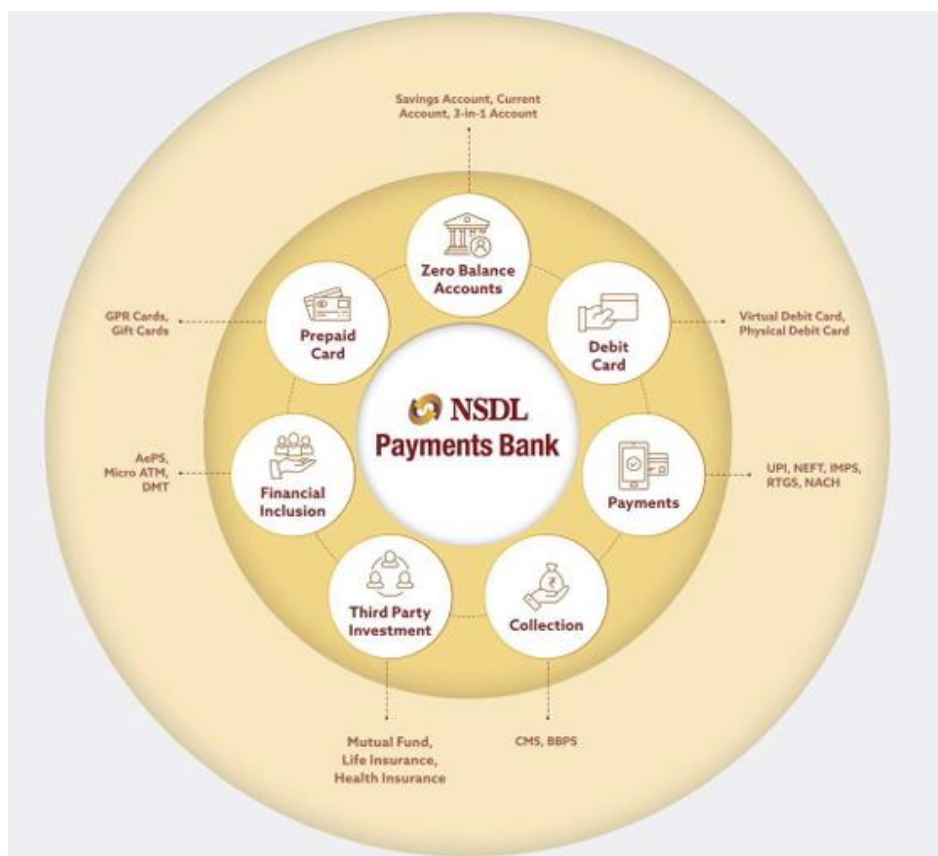 Savings Account, Current
Account, 3-in-1 Account
Zero Balance
Accounts
GPR Cards,
Gift Cards
Prepaid
Card
Debit
Card
Virtual Debit Card,
Physical Debit Card
NSDL
Payments Bank
AePS,
Micro ATM,
DMT
Financial
Inclusion
Payments
UPI, NEFT, IMPS,
RTGS, NACH
Third Party
Investment
Collection
₹
Mutual Fund,
Life Insurance,
Health Insurance
CMS, BBPS